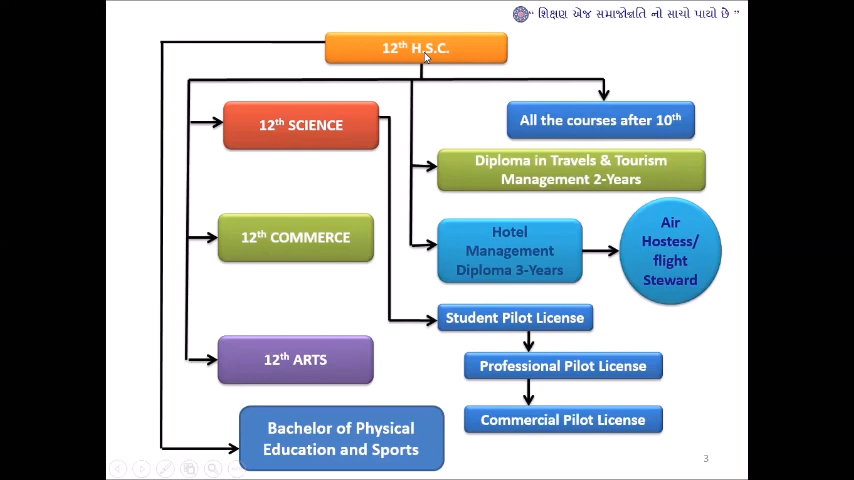 “ શિક્ષણ એજ સમાજોન્નતિ નો સાચો પાયો છે ”
12th H.S.C.
12th SCIENCE
All the courses after 10th
Diploma in Travels & Tourism
Management 2-Years
12th COMMERCE
Hotel
Management
Diploma 3-Years
Air
Hostess/
flight
Steward
Student Pilot License
12th ARTS
Professional Pilot License
Commercial Pilot License
Bachelor of Physical
Education and Sports
3